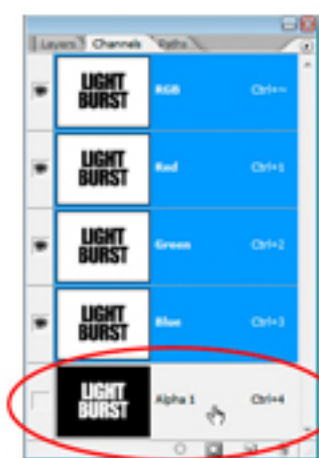 Layers Channels Paths
LIGHT
BURST
RGB Ctrl+~
LIGHT
BURST
Red Ctrl+1
LIGHT
BURST
Green Ctrl+2
LIGHT
BURST
Blue Ctrl+3
LIGHT
BURST
Alpha 1 Ctrl+4